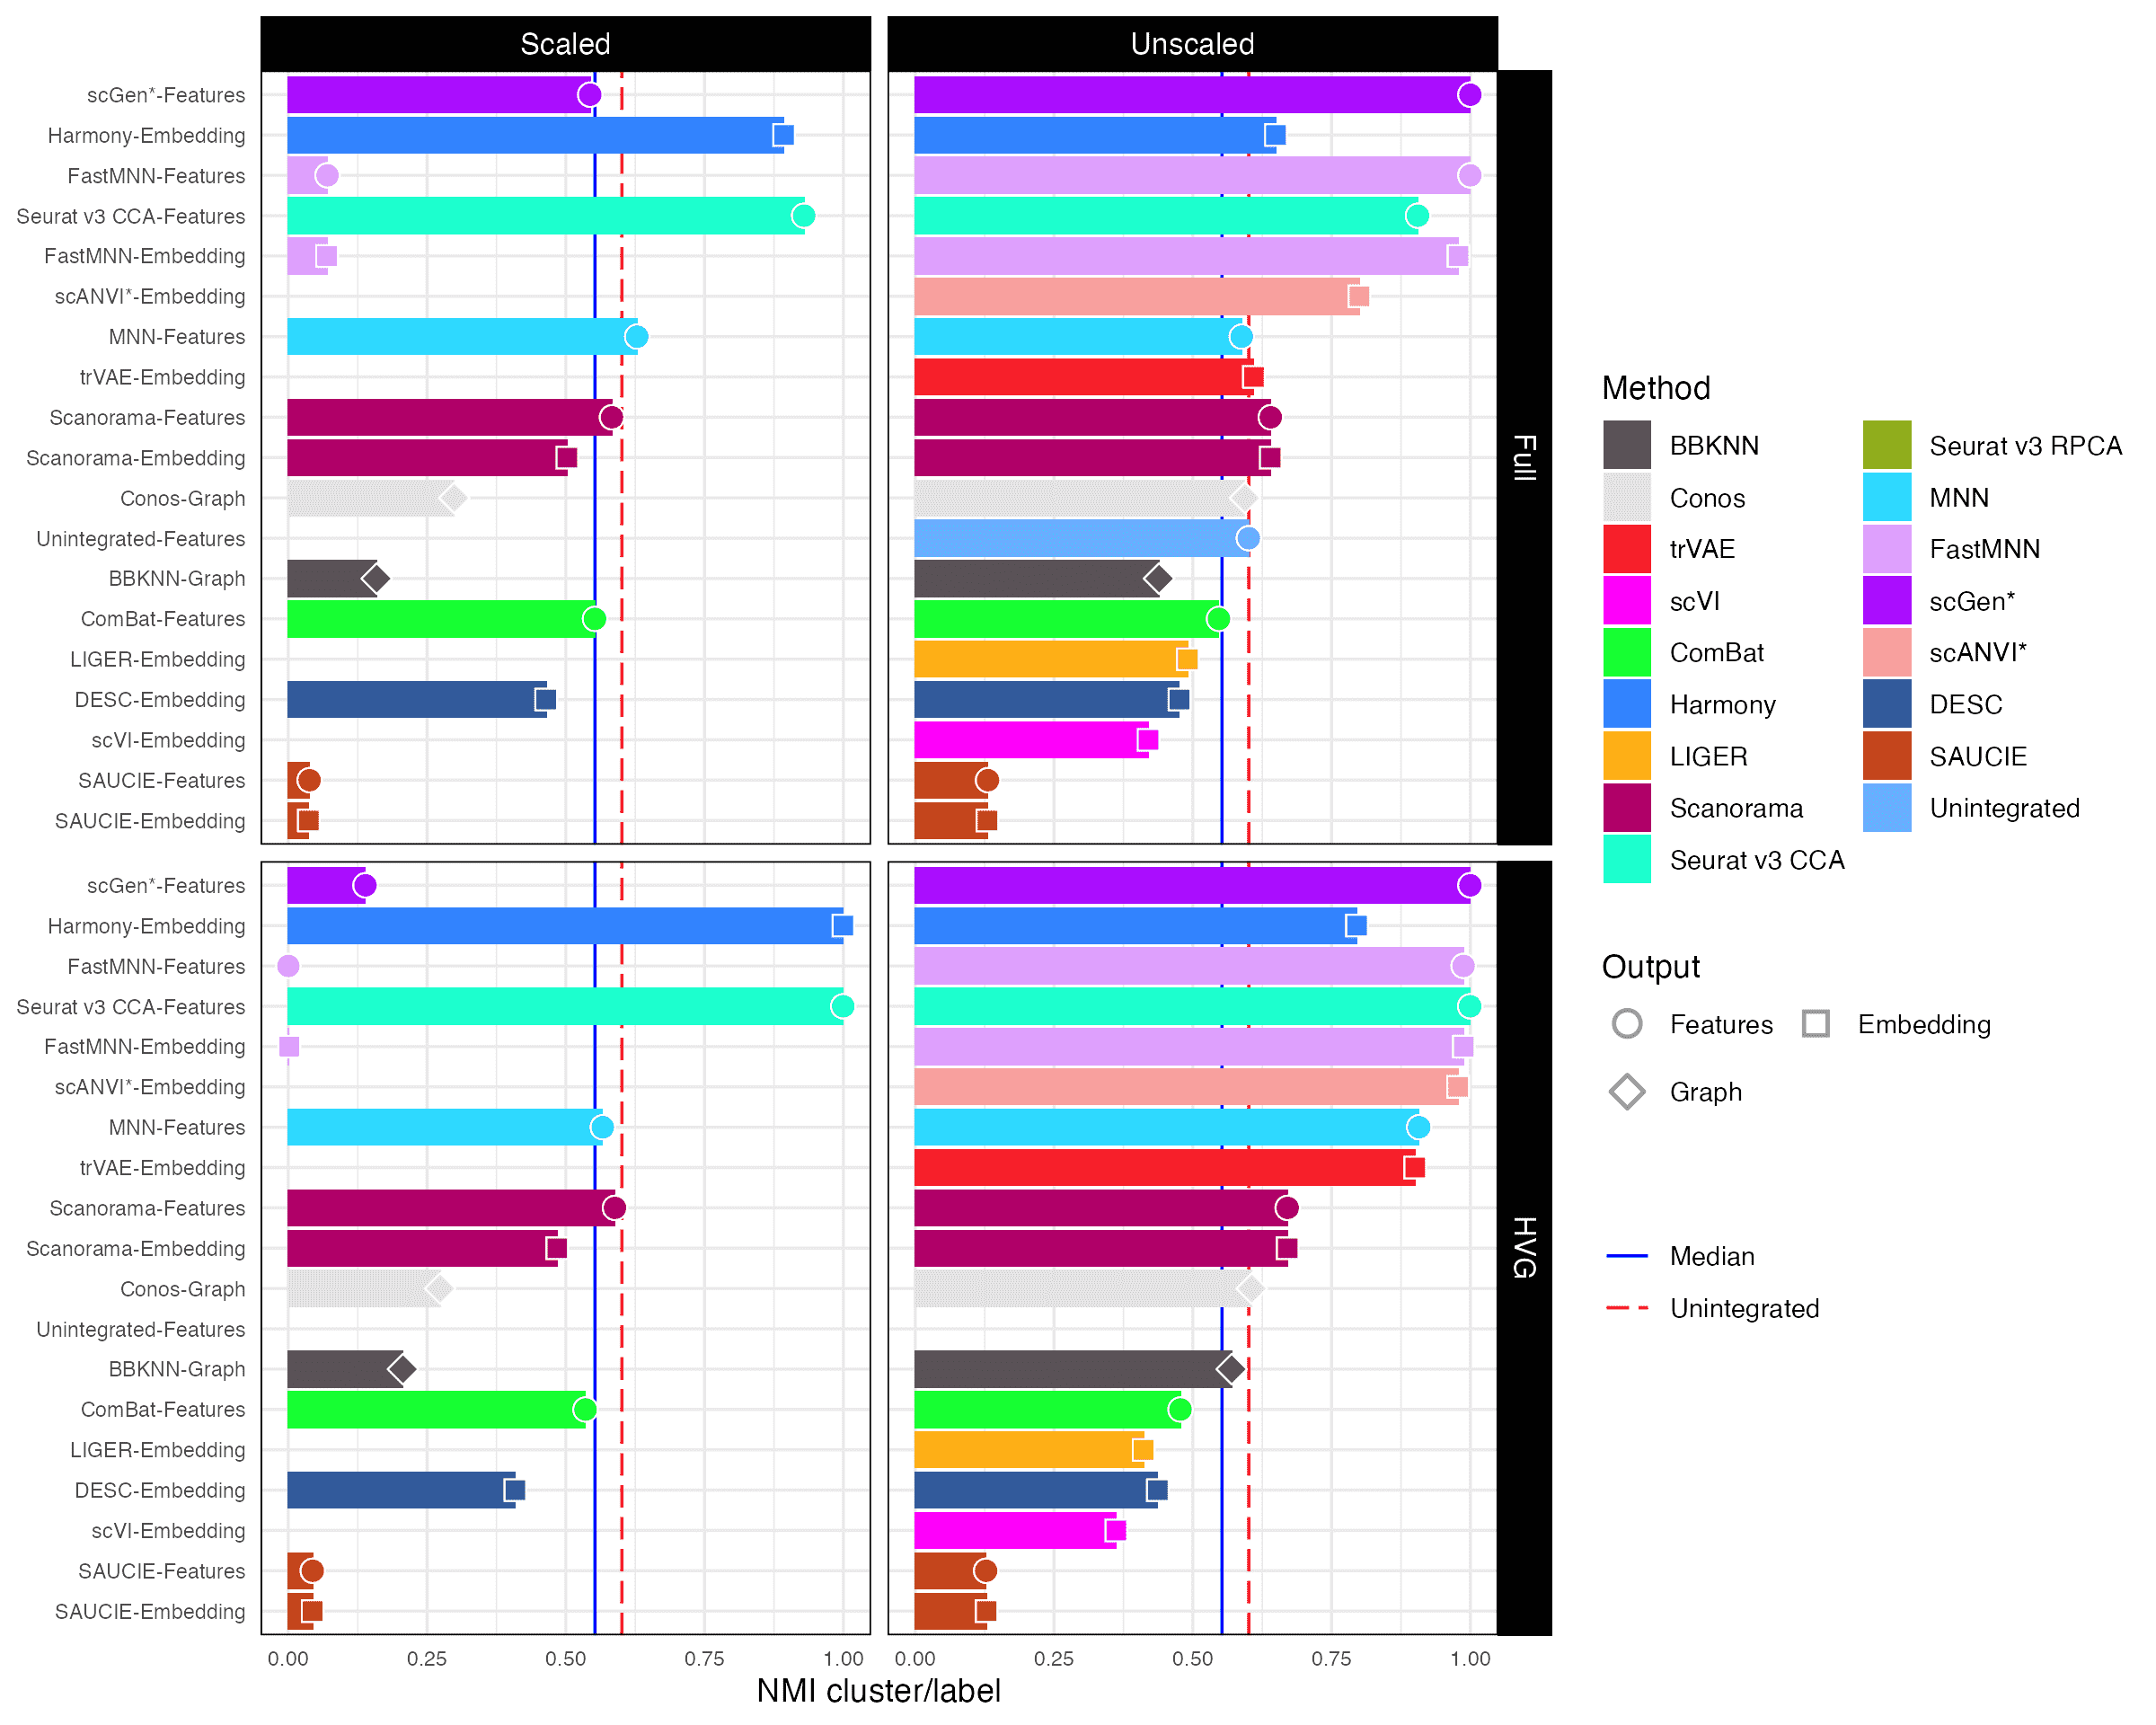 Scaled
Unscaled
scGen*-Features
Harmony-Embedding
FastMNN-Features
Seurat v3 CCA-Features
FastMNN-Embedding
scANVI*-Embedding
MNN-Features
trVAE-Embedding
Scanorama-Features
Scanorama-Embedding
Conos-Graph
Unintegrated-Features
BBKNN-Graph
ComBat-Features
LIGER-Embedding
DESC-Embedding
scVI-Embedding
SAUCIE-Features
SAUCIE-Embedding
Full
scGen*-Features
Harmony-Embedding
FastMNN-Features
Seurat v3 CCA-Features
FastMNN-Embedding
scANVI*-Embedding
MNN-Features
trVAE-Embedding
Scanorama-Features
Scanorama-Embedding
Conos-Graph
Unintegrated-Features
BBKNN-Graph
ComBat-Features
LIGER-Embedding
DESC-Embedding
scVI-Embedding
SAUCIE-Features
SAUCIE-Embedding
HVG
0.00 0.25 0.50 0.75 1.00
0.00 0.25 0.50 0.75 1.00
NMI cluster/label
Method
BBKNN
Conos
trVAE
scVI
ComBat
Harmony
LIGER
Scanorama
Seurat v3 CCA
Seurat v3 RPCA
MNN
FastMNN
scGen*
scANVI*
DESC
SAUCIE
Unintegrated
Output
Features
Embedding
Graph
Median
Unintegrated